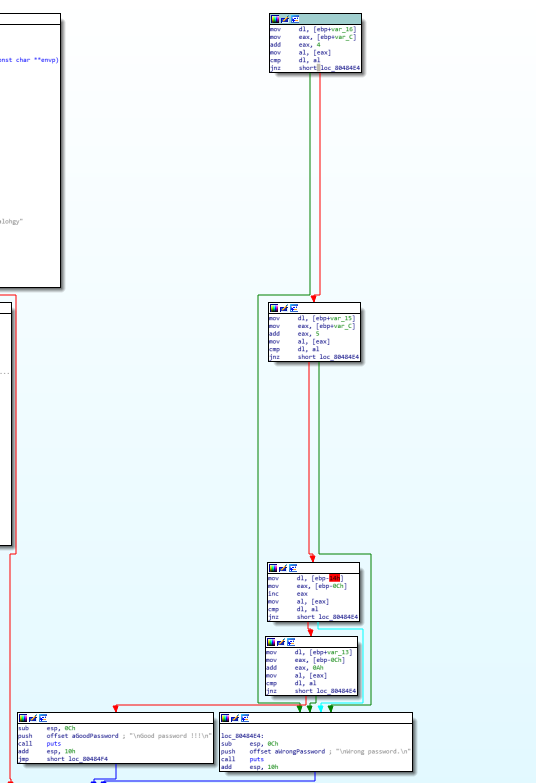 mov dl, [ebp+var_16]
mov eax, [ebp+var_C]
add eax, 4
mov al, [eax]
cmp dl, al
jnz short loc_80484E4
onst char **envp)
alohgy"
mov dl, [ebp+var_15]
mov eax, [ebp+var_C]
add eax, 5
mov al, [eax]
cmp dl, al
jnz short loc_80484E4
...
mov dl, [ebp-
mov eax, [ebp-0Ch]
inc eax
mov al, [eax]
cmp dl, al
jnz short loc_80484E4
mov dl, [ebp+var_13]
mov eax, [ebp-0Ch]
add eax, 0Ah
mov al, [eax]
cmp dl, al
jnz short loc_80484E4
sub esp, 0Ch
push offset aGoodPassword ; "\nGood password !!!\n"
call puts
add esp, 10h
jmp short loc_80484F4
loc_80484E4:
sub esp, 0Ch
push offset aWrongPassword ; "\nWrong password.\n"
call puts
add esp, 10h